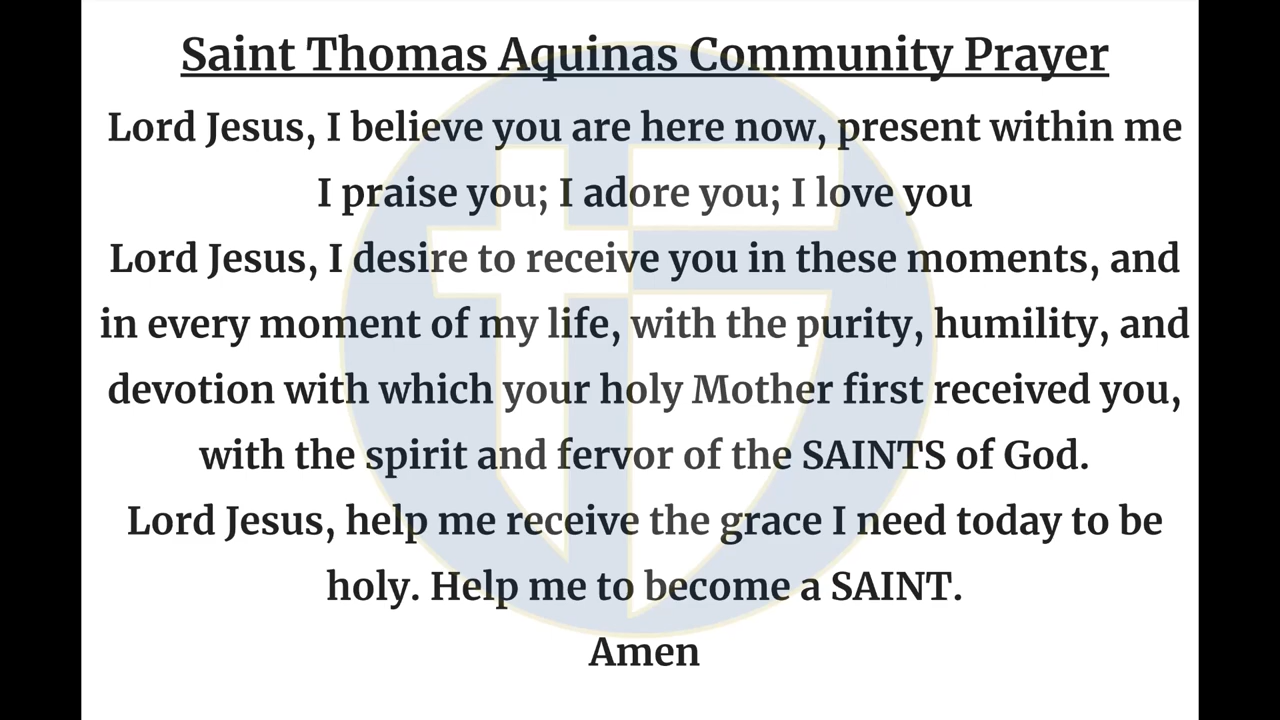 Saint Thomas Aquinas Community Prayer
Lord Jesus, I believe you are here now, present within me
I praise you; I adore you; I love you
Lord Jesus, I desire to receive you in these moments, and
in every moment of my life, with the purity, humility, and
devotion with which your holy Mother first received you,
with the spirit and fervor of the SAINTS of God.
Lord Jesus, help me receive the grace I need today to be
holy. Help me to become a SAINT.
Amen